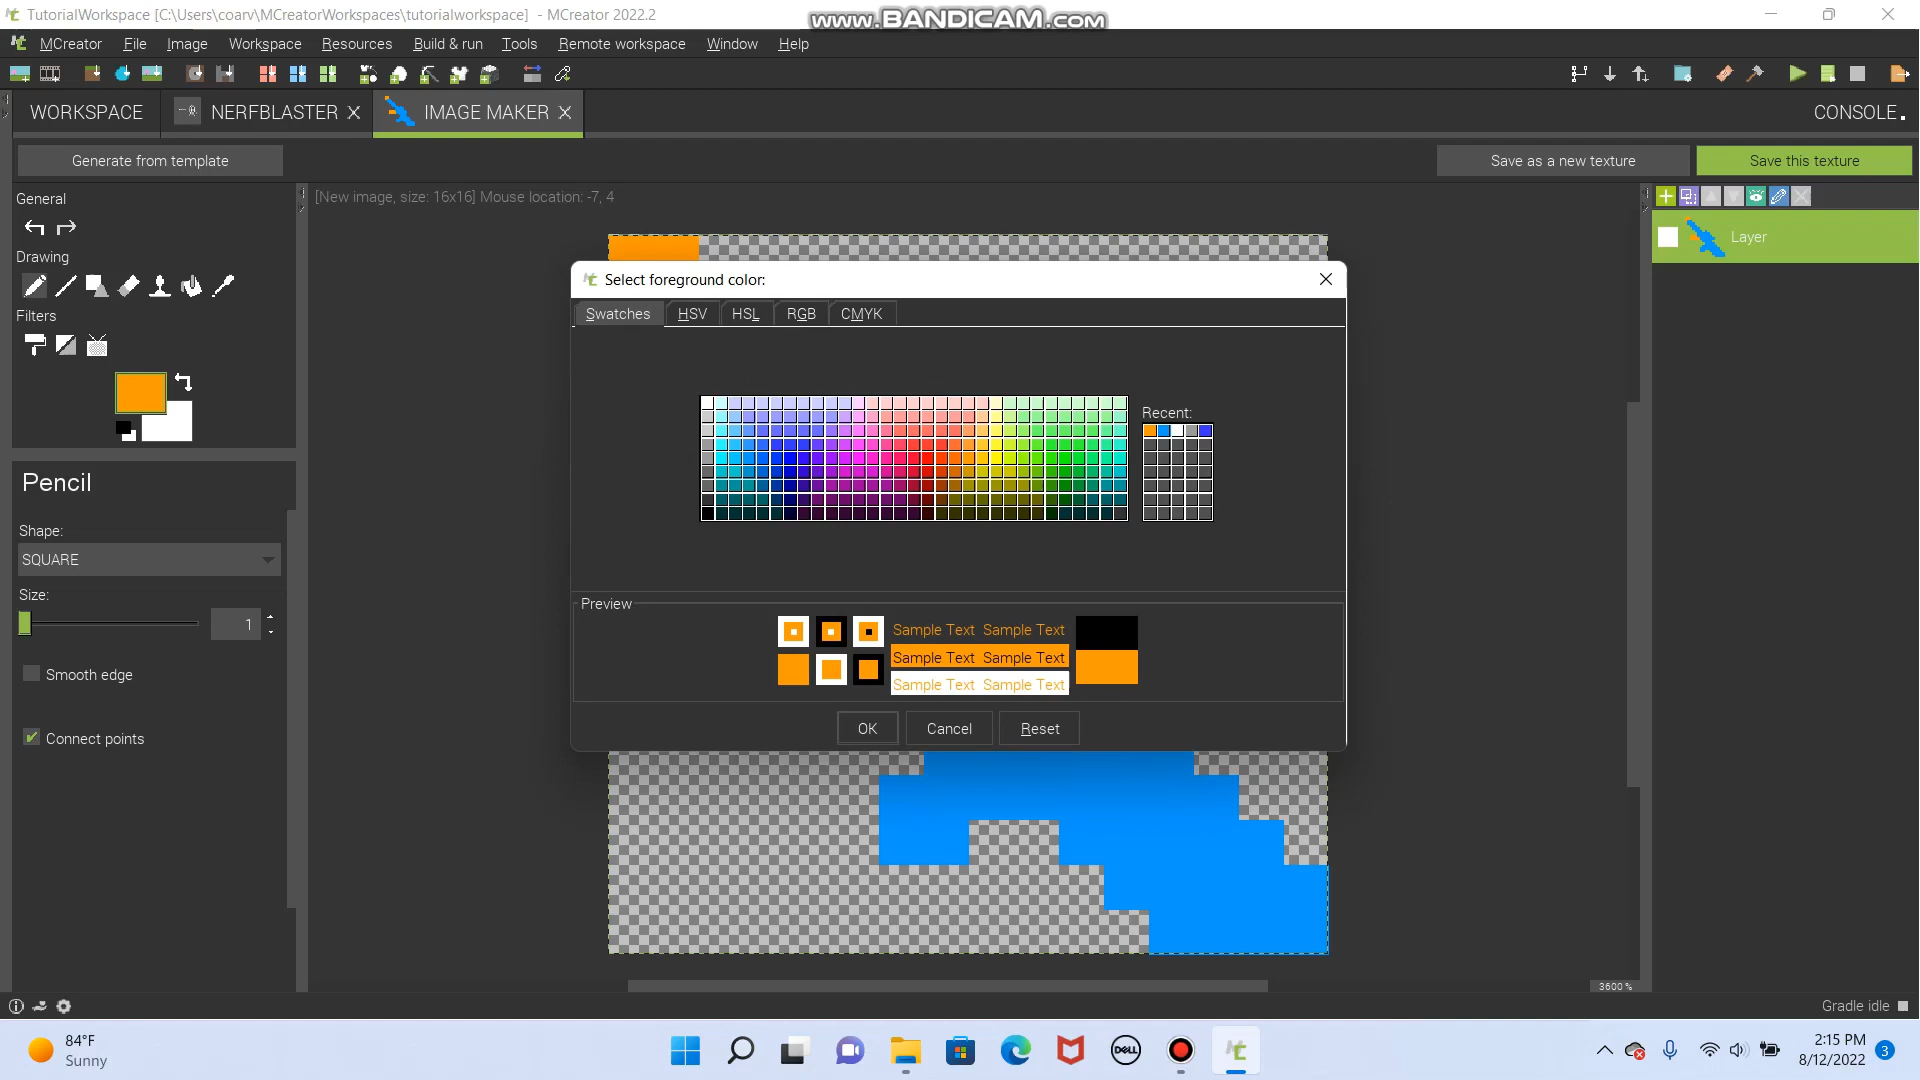 TutorialWorkspace [C:\Users\coarv\MCreatorWorkspaces\tutorialworkspace] - MCreator 2022.2
www.BANDICAM.com
MCreator File Image Workspace Resources Build & run Tools Remote workspace Window Help
WORKSPACE NERFBLASTER IMAGE MAKER CONSOLE
Generate from template Save as a new texture Save this texture
General
[New image, size: 16x16] Mouse location: -7, 4
Layer
Drawing
Filters
Select foreground color:
Swatches HSV HSL RGB CMYK
Recent:
Pencil
Shape:
SQUARE
Size:
1
Smooth edge
Connect points
Preview
Sample Text Sample Text
Sample Text Sample Text
Sample Text Sample Text
OK Cancel Reset
3600 %
Gradle idle
84°F
Sunny
DELL
2:15 PM
8/12/2022
3